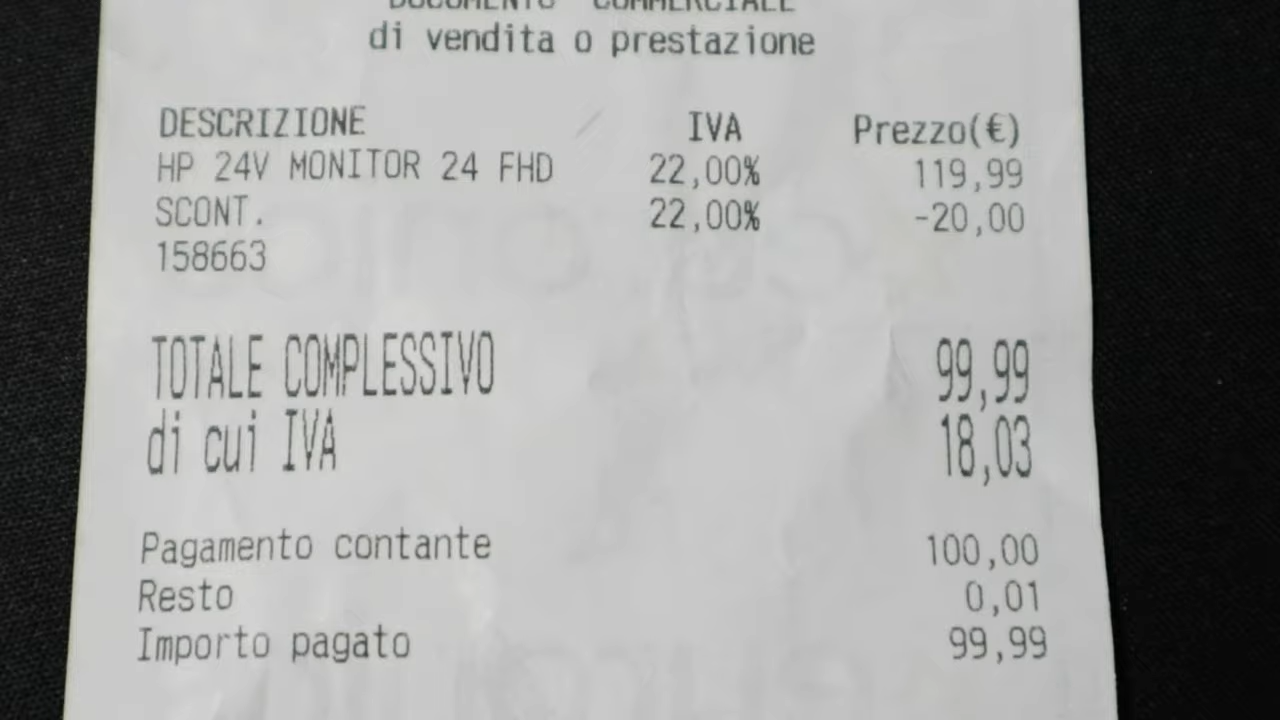 DOCUMENTO COMMERCIALE
di vendita o prestazione
DESCRIZIONE IVA Prezzo(€)
HP 24V MONITOR 24 FHD 22,00% 119,99
SCONT. 22,00% -20,00
158663
TOTALE COMPLESSIVO 99,99
di cui IVA 18,03
Pagamento contante 100,00
Resto 0,01
Importo pagato 99,99